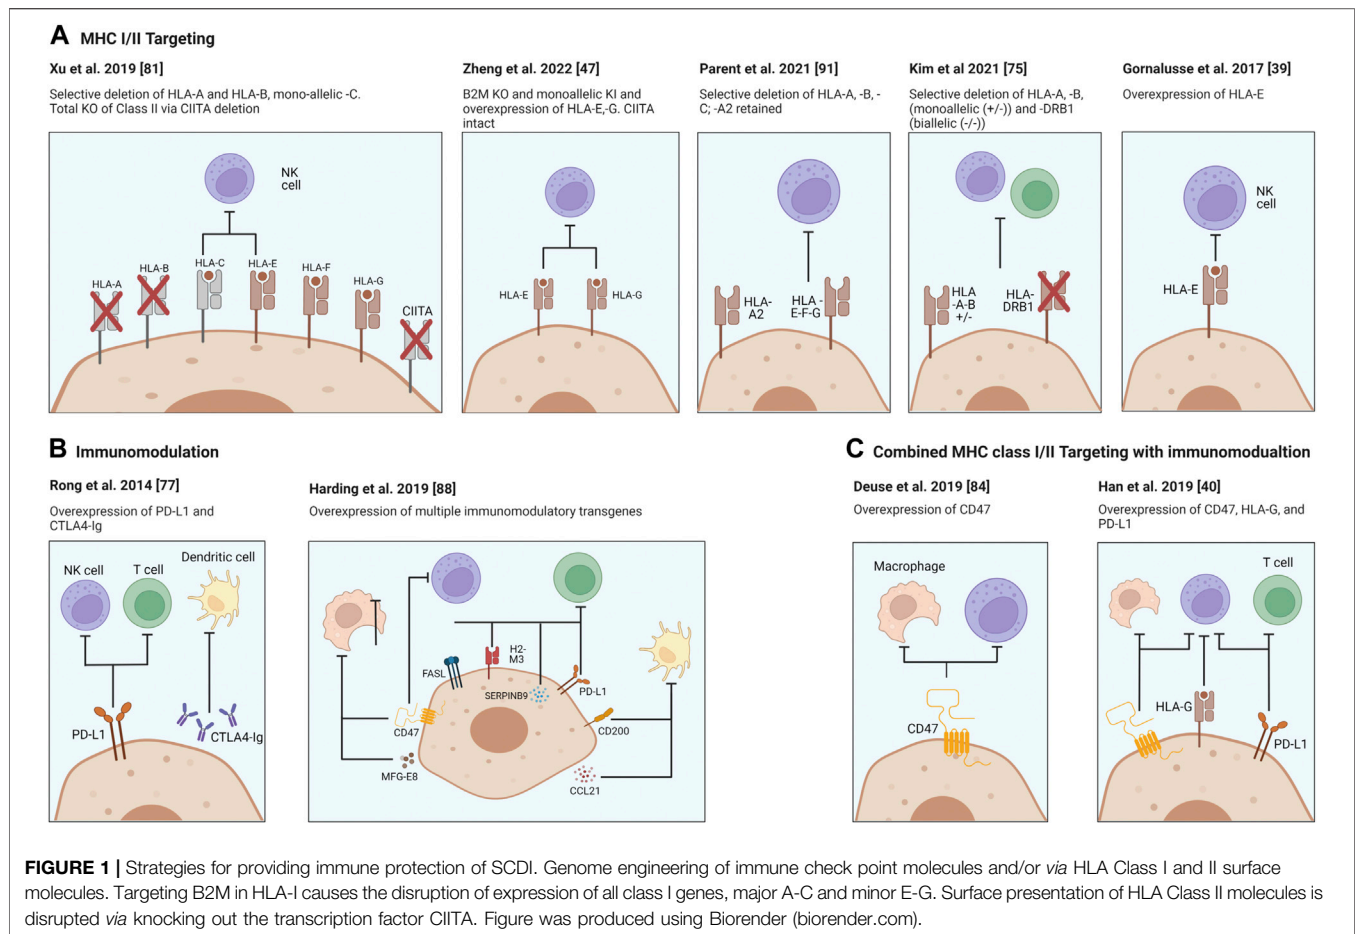 A MHC I/II Targeting
Xu et al. 2019 [81]
Selective deletion of HLA-A and HLA-B, mono-allelic -C.
Total KO of Class II via CIITA deletion
NK
cell
HLA-A
HLA-B
HLA-C
HLA-E
HLA-F
HLA-G
CIITA
Zheng et al. 2022 [47]
B2M KO and monoallelic KI and
overexpression of HLA-E,-G. CIITA
intact
HLA-E
HLA-G
Parent et al. 2021 [91]
Selective deletion of HLA-A, -B, -
C; -A2 retained
HLA-
A2
HLA -
E-F-G
Kim et al 2021 [75]
Selective deletion of HLA-A, -B,
(monoallelic (+/-)) and -DRB1
(biallelic (-/-))
HLA
-A-B
+/-
HLA-
DRB1
Gornalusse et al. 2017 [39]
Overexpression of HLA-E
NK
cell
HLA-E
B Immunomodulation
Rong et al. 2014 [77]
Overexpression of PD-L1 and
CTLA4-Ig
NK cell
T cell
Dendritic cell
PD-L1
CTLA4-Ig
Harding et al. 2019 [88]
Overexpression of multiple immunomodulatory transgenes
FASL
H2-
M3
SERPINB9
PD-L1
CD47
CD200
MFG-E8
CCL21
C Combined MHC class I/II Targeting with immunomodualtion
Deuse et al. 2019 [84]
Overexpression of CD47
Macrophage
CD47
Han et al. 2019 [40]
Overexpression of CD47, HLA-G, and
PD-L1
T cell
HLA-G
PD-L1
FIGURE 1 | Strategies for providing immune protection of SCDI. Genome engineering of immune check point molecules and/or via HLA Class I and II surface
molecules. Targeting B2M in HLA-I causes the disruption of expression of all class I genes, major A-C and minor E-G. Surface presentation of HLA Class II molecules is
disrupted via knocking out the transcription factor CIITA. Figure was produced using Biorender (biorender.com).